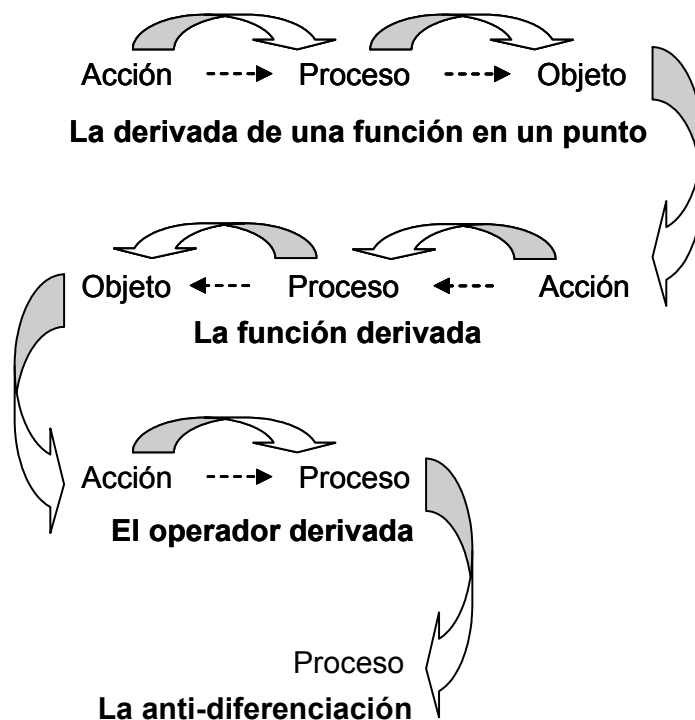 Acción Proceso Objeto
La derivada de una función en un punto
Objeto Proceso Acción
La función derivada
Acción Proceso
El operador derivada
Proceso
La anti-diferenciación